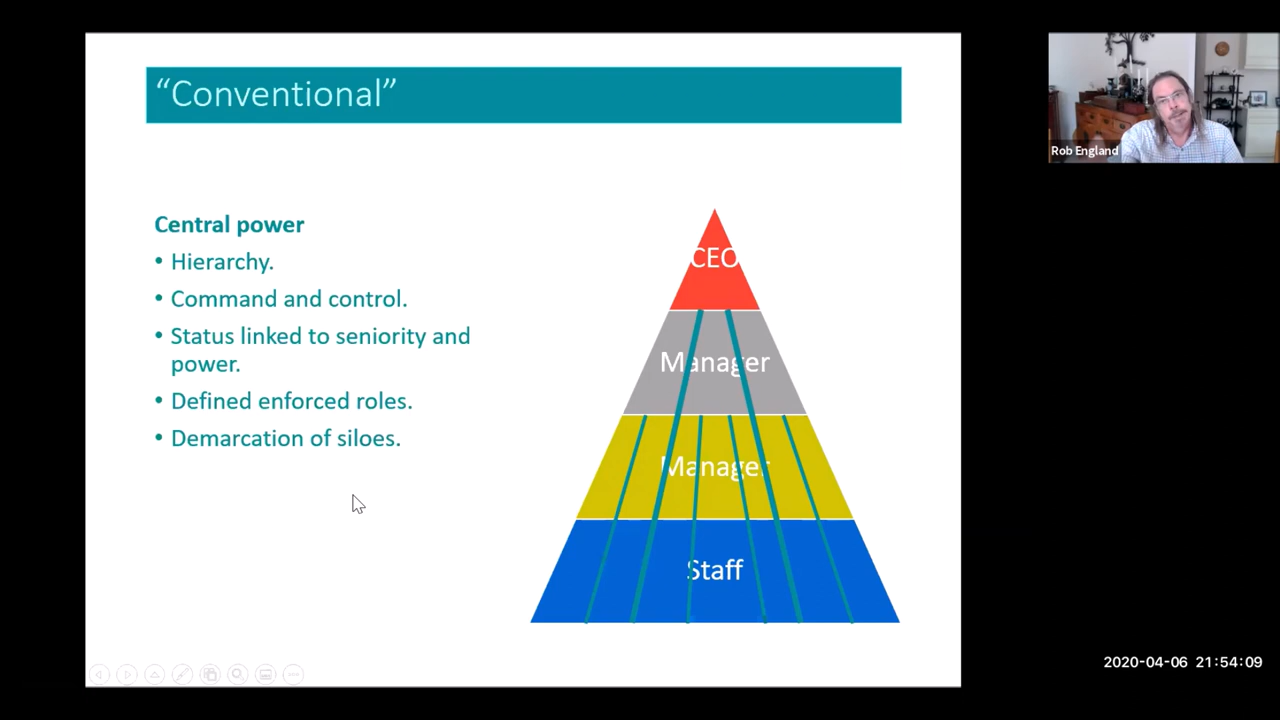 “Conventional”
Central power
• Hierarchy.
• Command and control.
• Status linked to seniority and
power.
• Defined enforced roles.
• Demarcation of siloes.
CEO
Manager
Manager
Staff
Rob England
2020-04-06 21:54:09